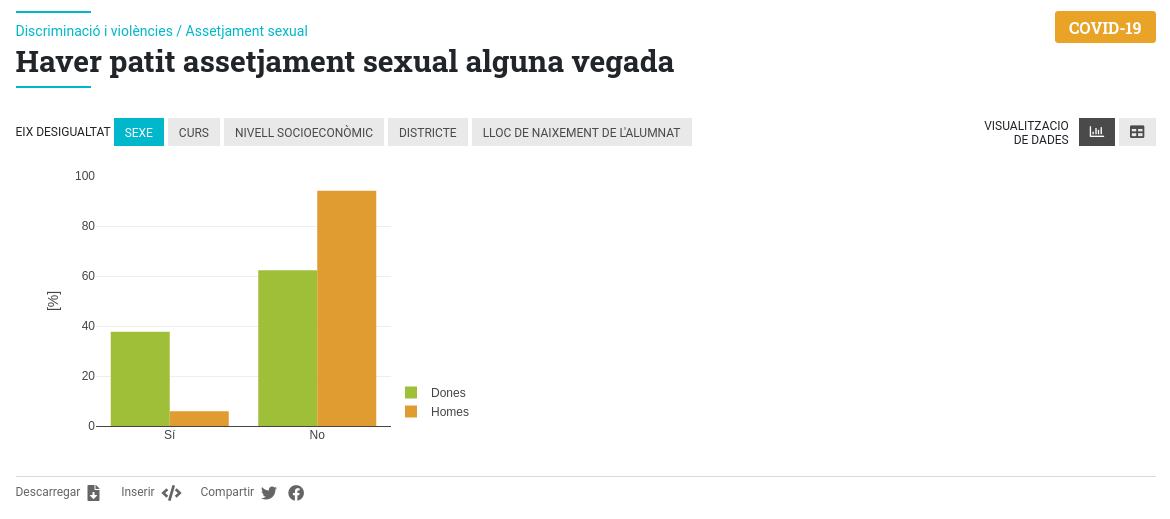 Discriminació i violències / Assetjament sexual
COVID-19
Haver patit assetjament sexual alguna vegada
EIX DESIGUALTAT
SEXE
CURS
NIVELL SOCIOECONÒMIC
DISTRICTE
LLOC DE NAIXEMENT DE L'ALUMNAT
VISUALITZACIO
DE DADES
100
80
60
40
20
0
[%]
Sí
No
Dones
Homes
Descarregar
Inserir
Compartir